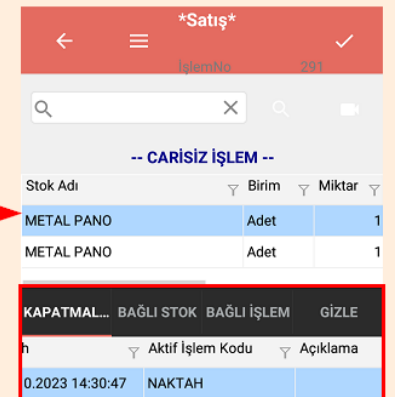 *Satış*
İşlemNo 291
-- CARİSİZ İŞLEM --
Stok Adı Birim Miktar
METAL PANO Adet 1
METAL PANO Adet 1
KAPATMAL... BAĞLI STOK BAĞLI İŞLEM GİZLE
h Aktif İşlem Kodu Açıklama
0.2023 14:30:47 NAKTAH